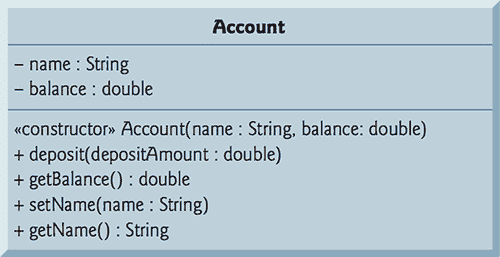 Account
– name : String
– balance : double
«constructor» Account(name : String, balance: double)
+ deposit(depositAmount : double)
+ getBalance() : double
+ setName(name : String)
+ getName() : String